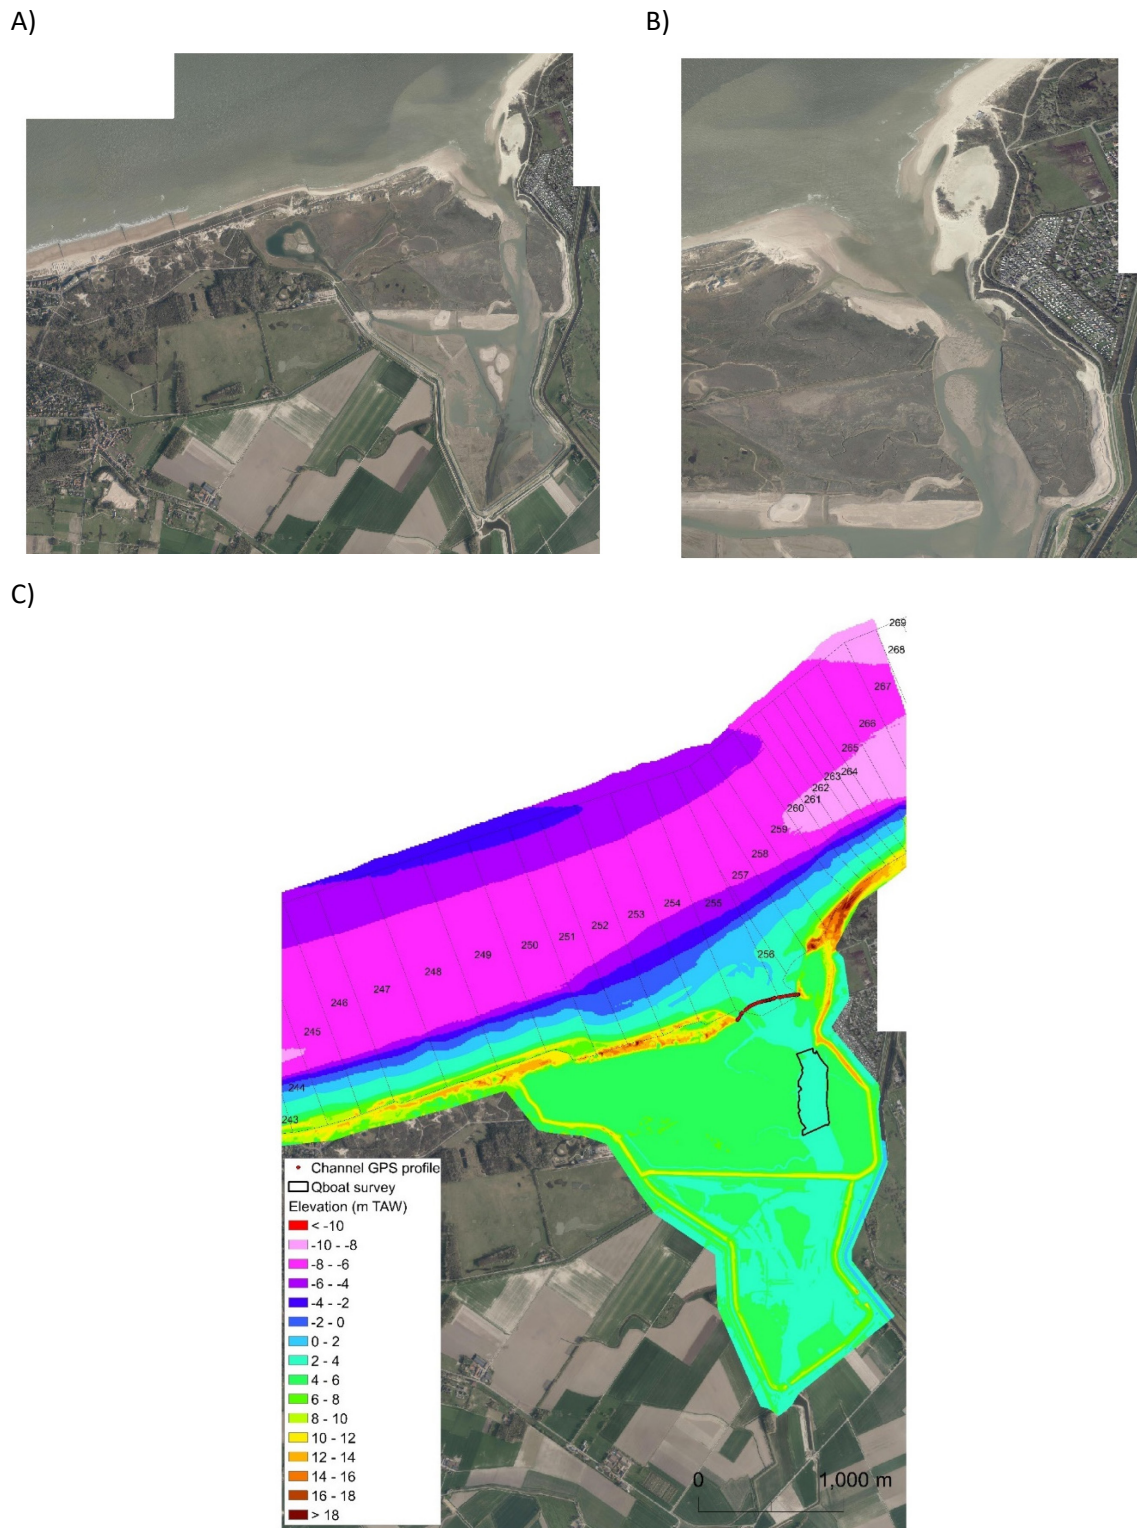 A)
B)
C)
269
268
267
266
265
264
263
262
261
260
259
258
257
256
255
254
253
252
251
250
249
248
247
246
245
244
243
Channel GPS profile
Qboat survey
Elevation (m TAW)
< -10
-10 - -8
-8 - -6
-6 - -4
-4 - -2
-2 - 0
0 - 2
2 - 4
4 - 6
6 - 8
8 - 10
10 - 12
12 - 14
14 - 16
16 - 18
> 18
0 1,000 m